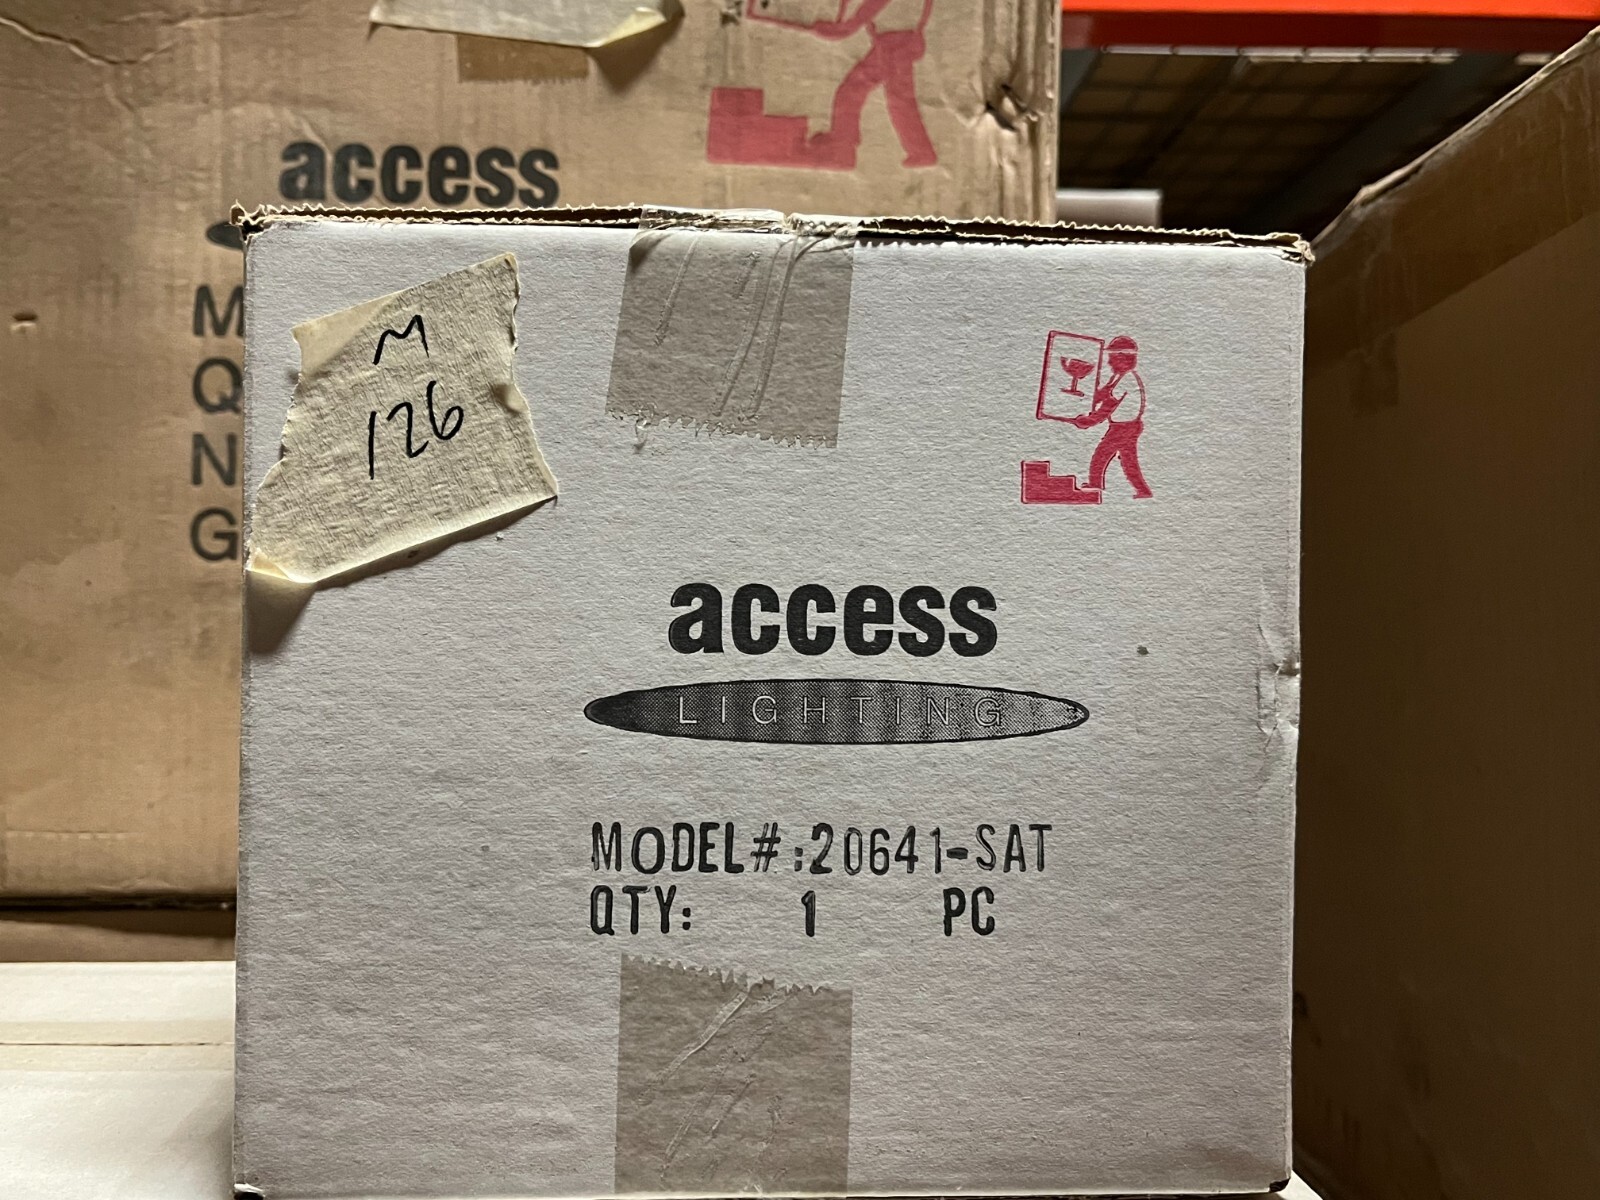 access
M
Q
N
G
M
126
access
LIGHTING
MODEL#:20641-SAT
QTY: 1 PC